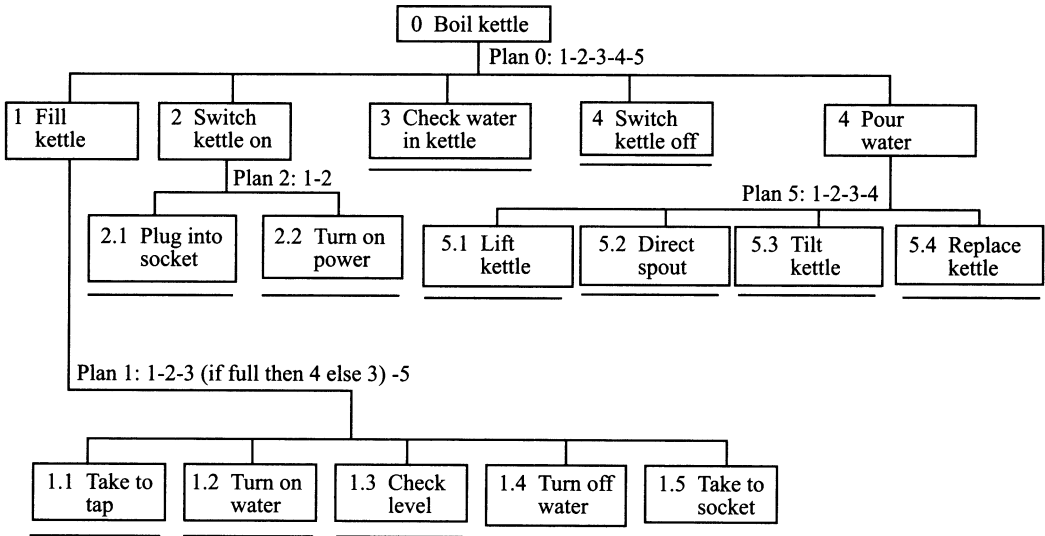 0 Boil kettle
Plan 0: 1-2-3-4-5
1 Fill
kettle
2 Switch
kettle on
3 Check water
in kettle
4 Switch
kettle off
4 Pour
water
Plan 2: 1-2
Plan 5: 1-2-3-4
2.1 Plug into
socket
2.2 Turn on
power
5.1 Lift
kettle
5.2 Direct
spout
5.3 Tilt
kettle
5.4 Replace
kettle
Plan 1: 1-2-3 (if full then 4 else 3) -5
1.1 Take to
tap
1.2 Turn on
water
1.3 Check
level
1.4 Turn off
water
1.5 Take to
socket